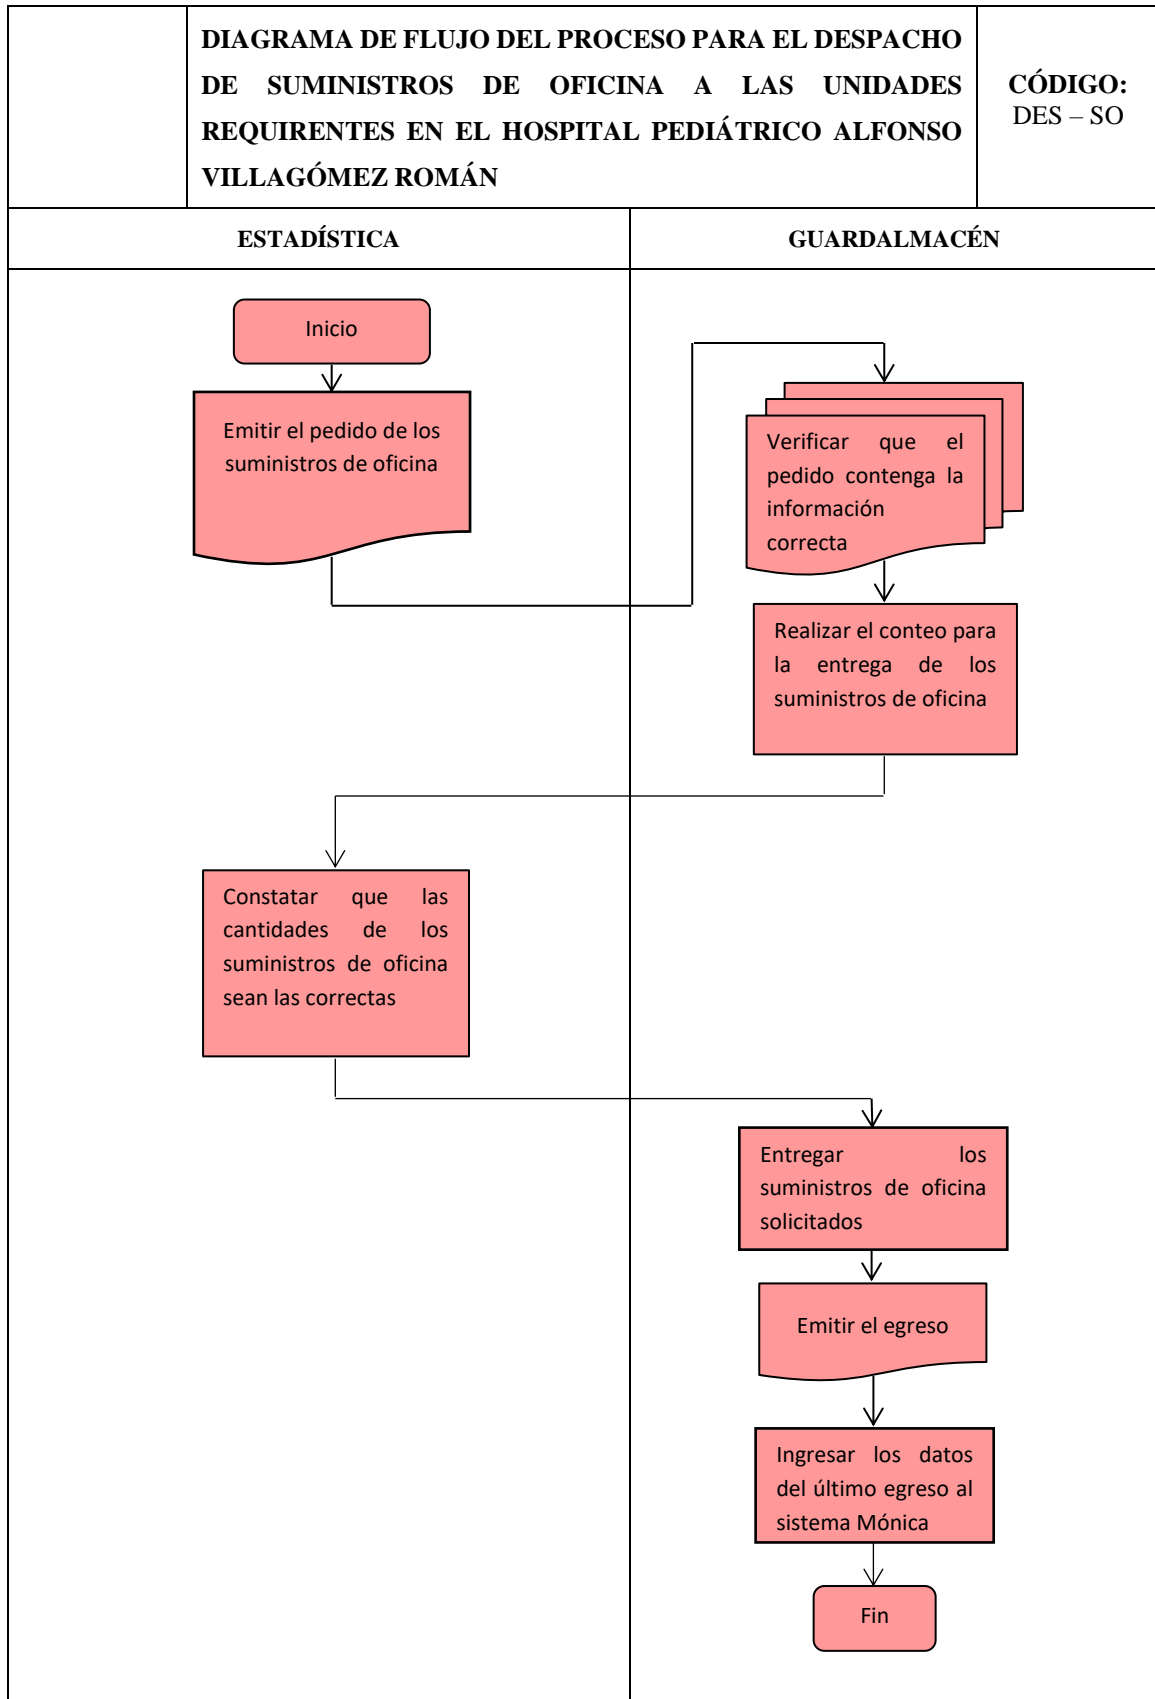 DIAGRAMA DE FLUJO DEL PROCESO PARA EL DESPACHO
DE SUMINISTROS DE OFICINA A LAS UNIDADES
REQUIRENTES EN EL HOSPITAL PEDIÁTRICO ALFONSO
VILLAGÓMEZ ROMÁN
CÓDIGO:
DES – SO
ESTADÍSTICA
GUARDALMACÉN
Inicio
Emitir el pedido de los
suministros de oficina
Verificar que el
pedido contenga la
información
correcta
Realizar el conteo para
la entrega de los
suministros de oficina
Constatar que las
cantidades de los
suministros de oficina
sean las correctas
Entregar los
suministros de oficina
solicitados
Emitir el egreso
Ingresar los datos
del último egreso al
sistema Mónica
Fin